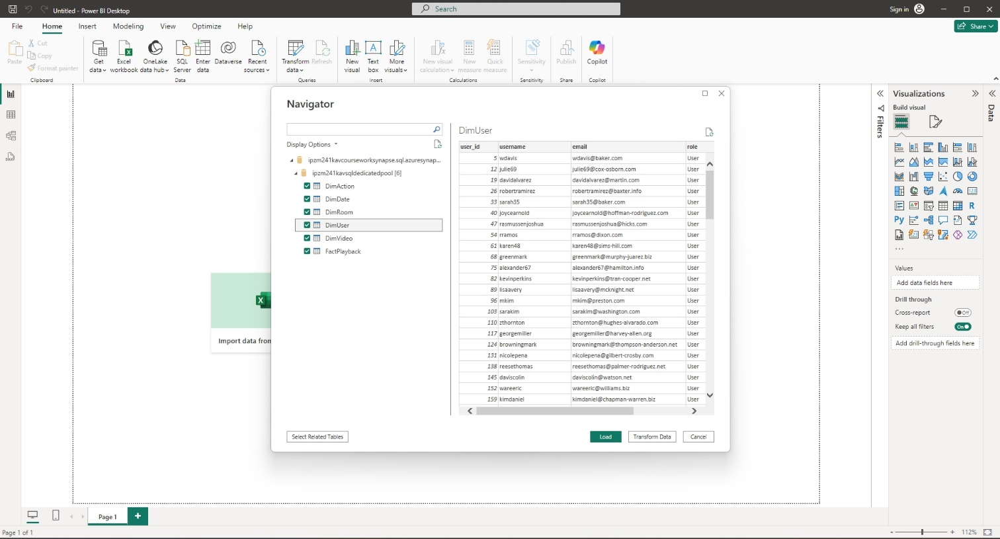 Untitled - Power BI Desktop
Search
Sign in
File Home Insert Modeling View Optimize Help
Share
Paste
Cut
Copy
Format painter
Clipboard
Get data
Excel workbook
OneLake data hub
SQL Server
Enter data
Dataverse
Recent sources
Data
Transform data
Refresh
Queries
New visual
Text box
More visuals
Insert
New visual calculation
New measure
Quick measure
Calculations
Sensitivity
Sensitivity
Publish
Share
Copilot
Copilot
Navigator
Display Options
ipzm241kavcourseworksynapse.sql.azuresynap...
ipzm241kavsqldedicatedpool [6]
DimAction
DimDate
DimRoom
DimUser
DimVideo
FactPlayback
Select Related Tables
DimUser
user_id username email role
5 wdavis wdavis@baker.com User
12 julie69 julie69@cox-osborn.com User
19 davidalvarez davidalvarez@martin.com User
26 robertramirez robertramirez@baxter.info User
33 sarah35 sarah35@baker.com User
40 joycearnold joycearnold@hoffman-rodriguez.com User
47 rasmussenjoshua rasmussenjoshua@hicks.com User
54 rramos rramos@dixon.com User
61 karen48 karen48@sims-hill.com User
68 greenmark greenmark@murphy-juarez.biz User
75 alexander67 alexander67@hamilton.info User
82 kevinperkins kevinperkins@tran-cooper.net User
89 lisaavery lisaavery@mcknight.net User
96 mkim mkim@preston.com User
103 sarakim sarakim@washington.com User
110 zthornton zthornton@hughes-alvarado.com User
117 georgemiller georgemiller@harvey-allen.org User
124 browningmark browningmark@thompson-anderson.net User
131 nicolepena nicolepena@gilbert-crosby.com User
138 reesethomas reesethomas@palmer-rodriguez.net User
145 daviscolin daviscolin@watson.net User
152 wareeric wareeric@williams.biz User
159 kimdaniel kimdaniel@chapman-warren.biz User
Load Transform Data Cancel
Import data from
Filters
Visualizations
Build visual
R
Py
...
Values
Add data fields here
Drill through
Cross-report Off
Keep all filters On
Add drill-through fields here
Data
Page 1
Page 1 of 1
- + 112%